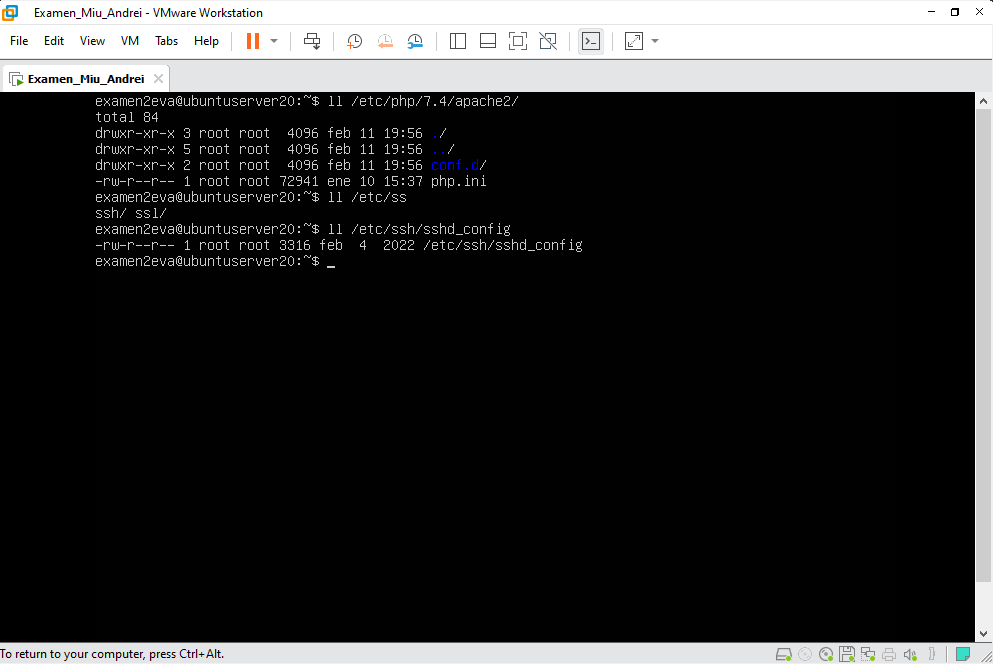 Examen_Miu_Andrei - VMware Workstation
File Edit View VM Tabs Help
Examen_Miu_Andrei
examen2eva@ubuntuserver20:~$ ll /etc/php/7.4/apache2/
total 84
drwxr-xr-x 3 root root  4096 feb 11 19:56 ./
drwxr-xr-x 5 root root  4096 feb 11 19:56 ../
drwxr-xr-x 2 root root  4096 feb 11 19:56 conf.d/
-rw-r--r-- 1 root root 72941 ene 10 15:37 php.ini
examen2eva@ubuntuserver20:~$ ll /etc/ss
ssh/ ssl/
examen2eva@ubuntuserver20:~$ ll /etc/ssh/sshd_config
-rw-r--r-- 1 root root 3316 feb  4  2022 /etc/ssh/sshd_config
examen2eva@ubuntuserver20:~$ _
To return to your computer, press Ctrl+Alt.